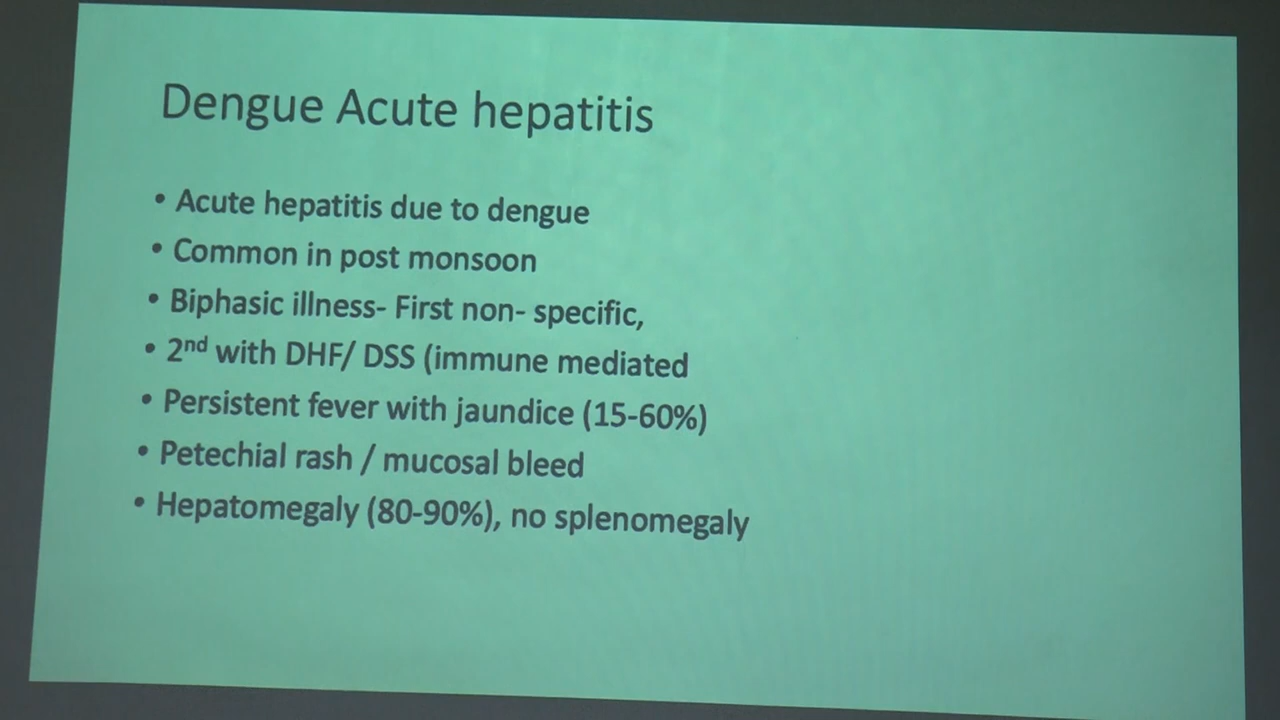 Dengue Acute hepatitis
• Acute hepatitis due to dengue
• Common in post monsoon
• Biphasic illness- First non- specific,
• 2nd with DHF/ DSS (immune mediated
• Persistent fever with jaundice (15-60%)
• Petechial rash / mucosal bleed
• Hepatomegaly (80-90%), no splenomegaly